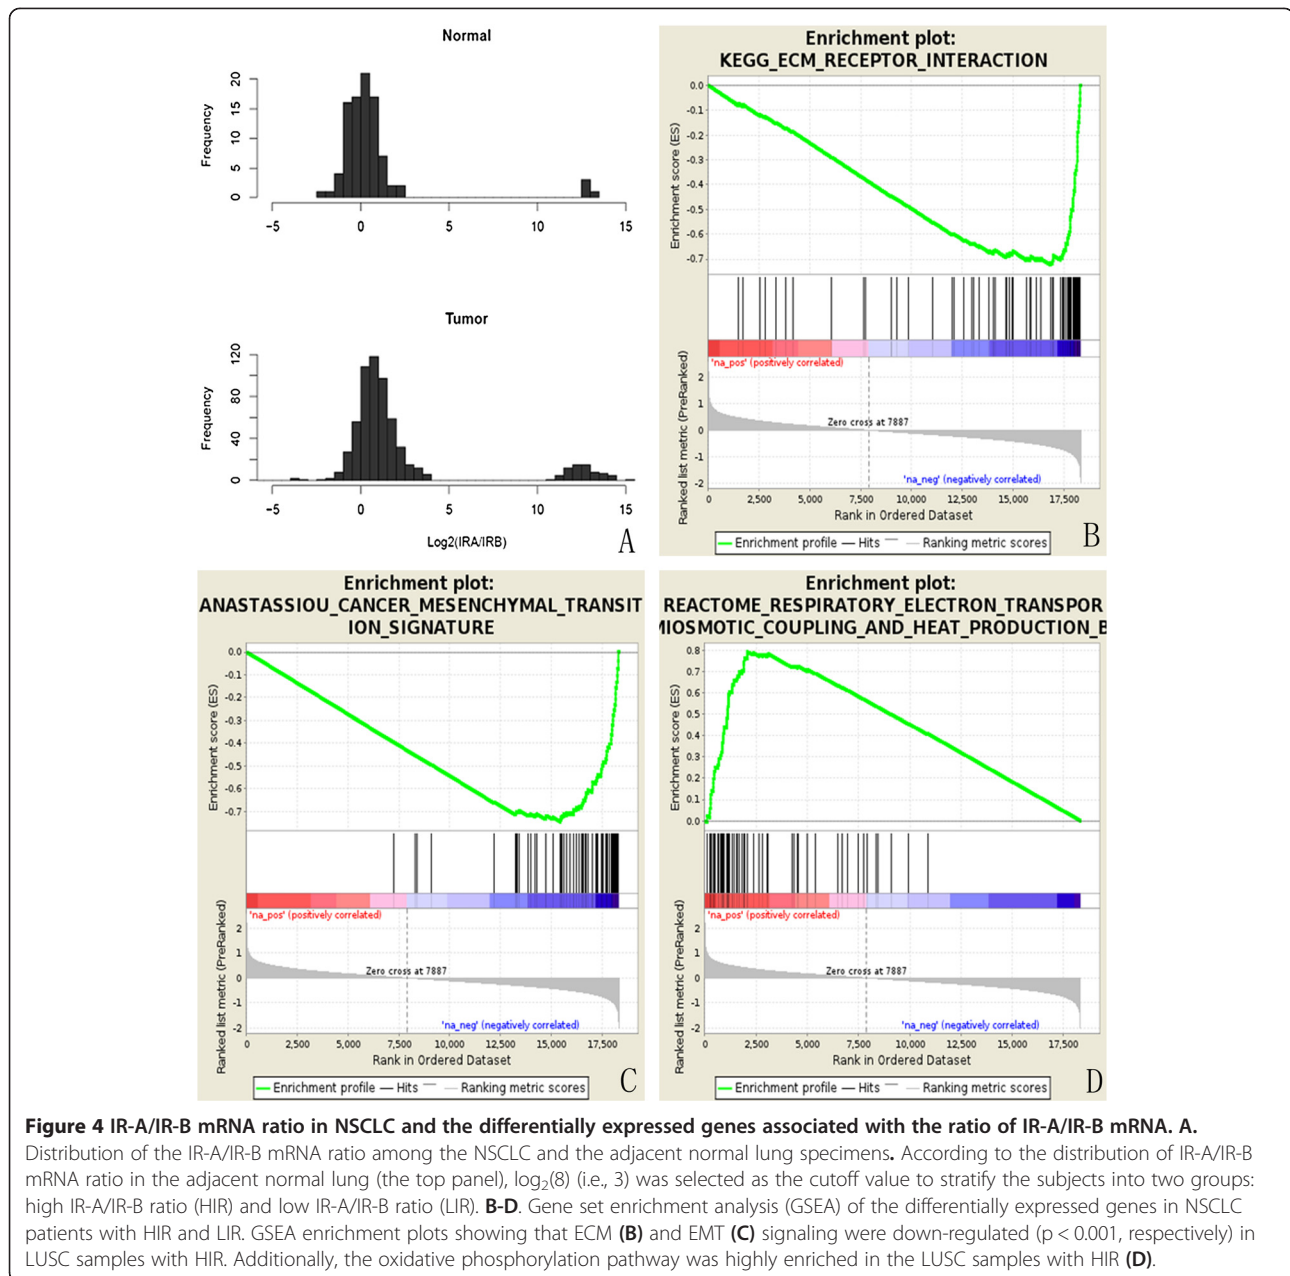 Normal
Frequency
20
15
10
5
0
-5 0 5 10 15
Tumor
Frequency
120
80
40
0
-5 0 5 10 15
Log2(IRA/IRB)
A
Enrichment plot:
KEGG_ECM_RECEPTOR_INTERACTION
Enrichment score (ES)
0.0
-0.1
-0.2
-0.3
-0.4
-0.5
-0.6
-0.7
'na_pos' (positively correlated)
Ranked list metric (PreRanked)
2
1
0
-1
-2
Zero cross at 7887
'na_neg' (negatively correlated)
0 2,500 5,000 7,500 10,000 12,500 15,000 17,500
Rank in Ordered Dataset
Enrichment profile — Hits Ranking metric scores
B
Enrichment plot:
ANASTASSIOU_CANCER_MESENCHYMAL_TRANSIT
ION_SIGNATURE
Enrichment score (ES)
0.0
-0.1
-0.2
-0.3
-0.4
-0.5
-0.6
-0.7
'na_pos' (positively correlated)
Ranked list metric (PreRanked)
2
1
0
-1
-2
Zero cross at 7887
'na_neg' (negatively correlated)
0 2,500 5,000 7,500 10,000 12,500 15,000 17,500
Rank in Ordered Dataset
Enrichment profile — Hits Ranking metric scores
C
Enrichment plot:
REACTOME_RESPIRATORY_ELECTRON_TRANSPOR
MIOSMOTIC_COUPLING_AND_HEAT_PRODUCTION_B
Enrichment score (ES)
0.8
0.7
0.6
0.5
0.4
0.3
0.2
0.1
0.0
'na_pos' (positively correlated)
Ranked list metric (PreRanked)
2
1
0
-1
-2
Zero cross at 7887
'na_neg' (negatively correlated)
0 2,500 5,000 7,500 10,000 12,500 15,000 17,500
Rank in Ordered Dataset
Enrichment profile — Hits Ranking metric scores
D
Figure 4 IR-A/IR-B mRNA ratio in NSCLC and the differentially expressed genes associated with the ratio of IR-A/IR-B mRNA. A.
Distribution of the IR-A/IR-B mRNA ratio among the NSCLC and the adjacent normal lung specimens. According to the distribution of IR-A/IR-B
mRNA ratio in the adjacent normal lung (the top panel), log₂(8) (i.e., 3) was selected as the cutoff value to stratify the subjects into two groups:
high IR-A/IR-B ratio (HIR) and low IR-A/IR-B ratio (LIR). B-D. Gene set enrichment analysis (GSEA) of the differentially expressed genes in NSCLC
patients with HIR and LIR. GSEA enrichment plots showing that ECM (B) and EMT (C) signaling were down-regulated (p < 0.001, respectively) in
LUSC samples with HIR. Additionally, the oxidative phosphorylation pathway was highly enriched in the LUSC samples with HIR (D).